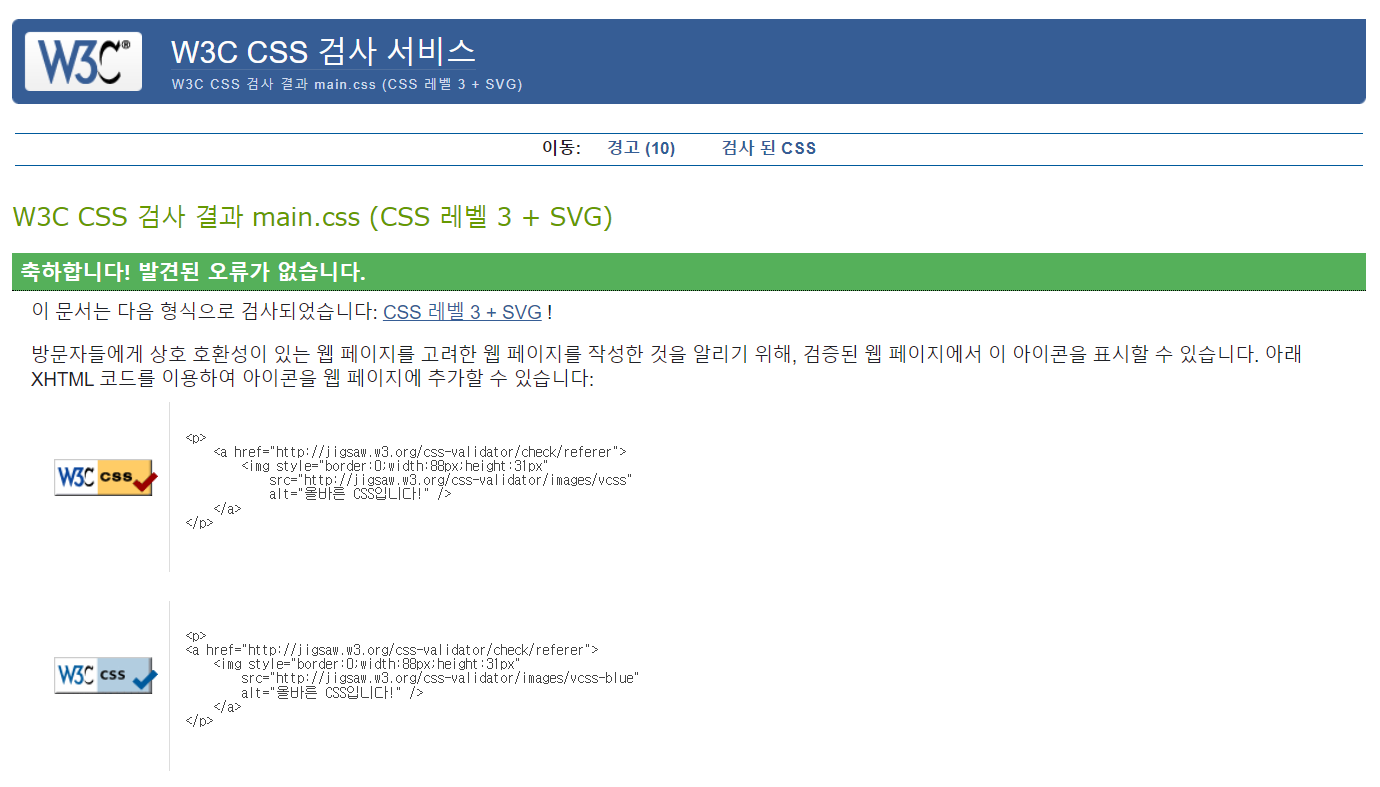 W3C® W3C CSS 검사 서비스
W3C CSS 검사 결과 main.css (CSS 레벨 3 + SVG)
이동: 경고 (10) 검사 된 CSS
W3C CSS 검사 결과 main.css (CSS 레벨 3 + SVG)
축하합니다! 발견된 오류가 없습니다.
이 문서는 다음 형식으로 검사되었습니다: CSS 레벨 3 + SVG !
방문자들에게 상호 호환성이 있는 웹 페이지를 고려한 웹 페이지를 작성한 것을 알리기 위해, 검증된 웹 페이지에서 이 아이콘을 표시할 수 있습니다. 아래
XHTML 코드를 이용하여 아이콘을 웹 페이지에 추가할 수 있습니다:
W3C css
<p>
<a href="http://jigsaw.w3.org/css-validator/check/referer">
<img style="border:0;width:88px;height:31px"
src="http://jigsaw.w3.org/css-validator/images/vcss"
alt="올바른 CSS입니다!" />
</a>
</p>
W3C css
<p>
<a href="http://jigsaw.w3.org/css-validator/check/referer">
<img style="border:0;width:88px;height:31px"
src="http://jigsaw.w3.org/css-validator/images/vcss-blue"
alt="올바른 CSS입니다!" />
</a>
</p>